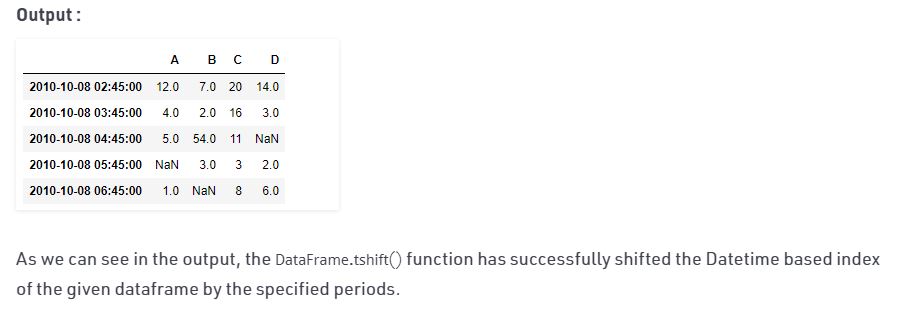 Output :
A B C D
2010-10-08 02:45:00 12.0 7.0 20 14.0
2010-10-08 03:45:00 4.0 2.0 16 3.0
2010-10-08 04:45:00 5.0 54.0 11 NaN
2010-10-08 05:45:00 NaN 3.0 3 2.0
2010-10-08 06:45:00 1.0 NaN 8 6.0
As we can see in the output, the DataFrame.tshift() function has successfully shifted the Datetime based index
of the given dataframe by the specified periods.